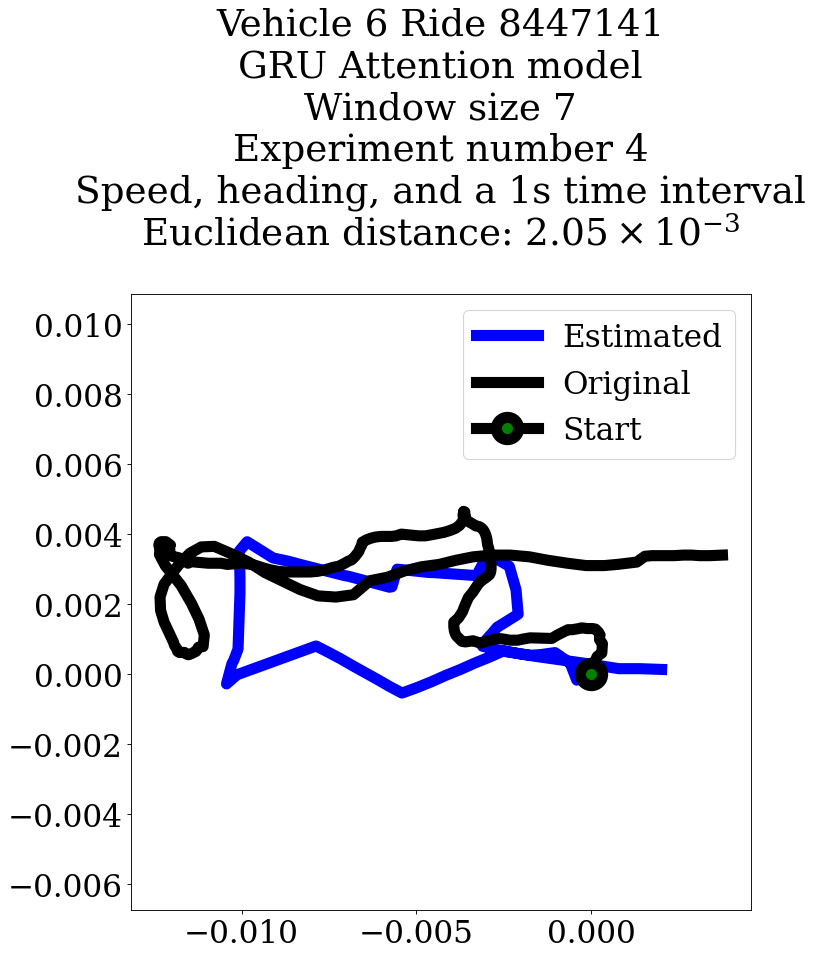 Vehicle 6 Ride 8447141
GRU Attention model
Window size 7
Experiment number 4
Speed, heading, and a 1s time interval
Euclidean distance: 2.05 × 10⁻³
Estimated
Original
Start
0.010
0.008
0.006
0.004
0.002
0.000
−0.002
−0.004
−0.006
−0.010 −0.005 0.000